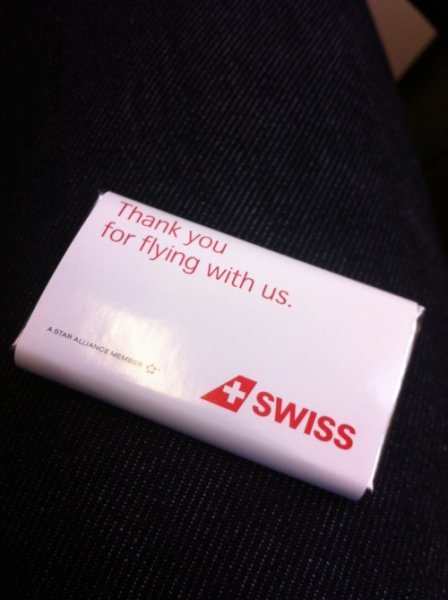 Thank you
for flying with us.
A STAR ALLIANCE MEMBER
SWISS